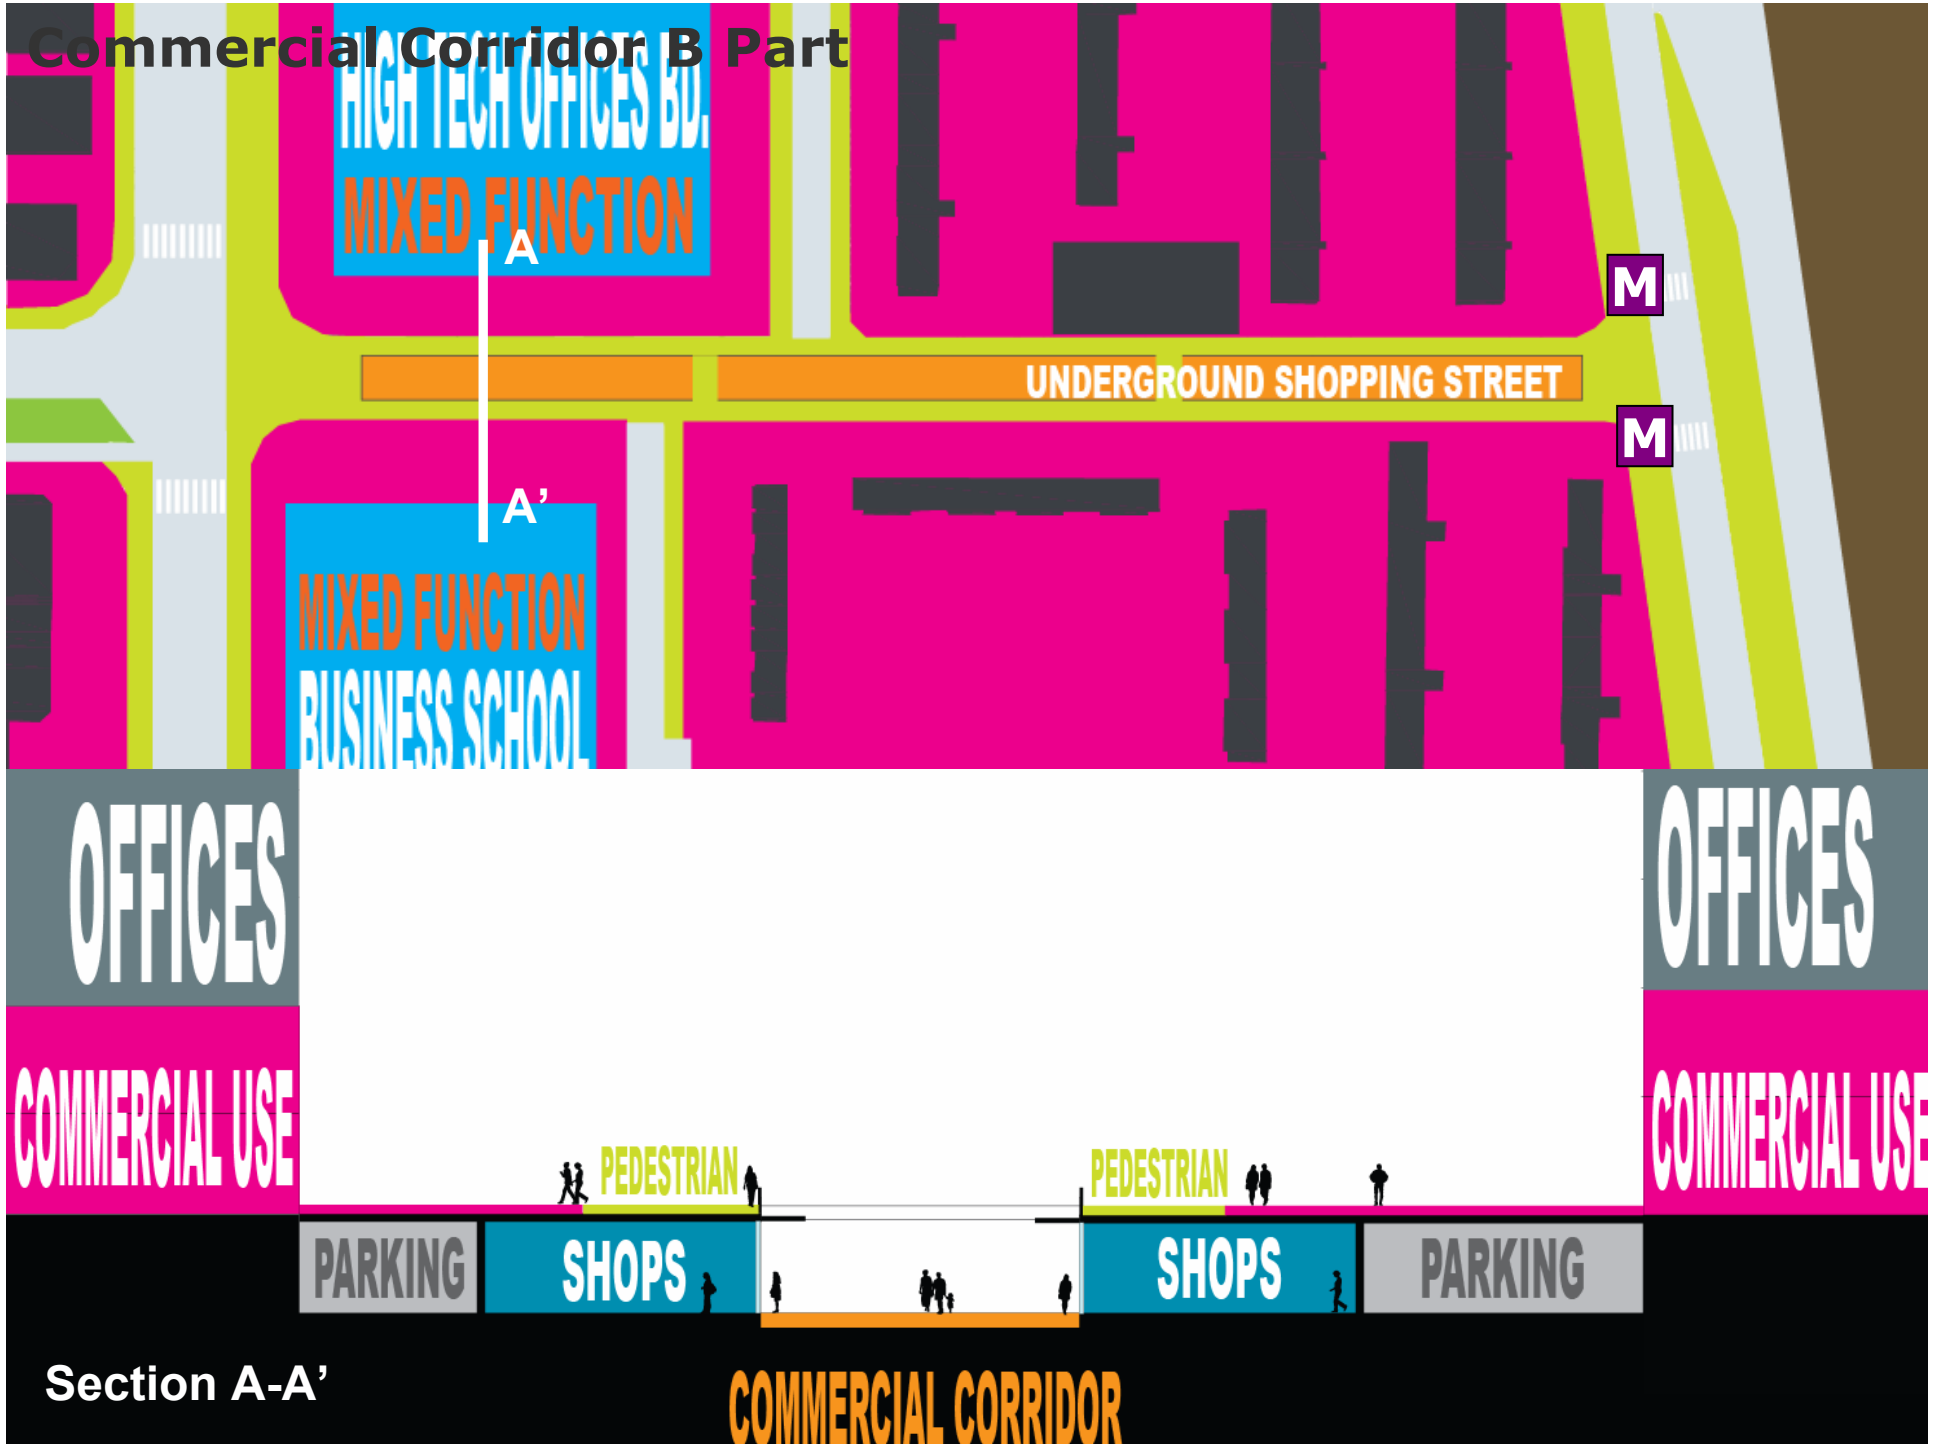 Commercial Corridor B Part
HIGH TECH OFFICES BD.
MIXED FUNCTION
A
M
UNDERGROUND SHOPPING STREET
M
A’
MIXED FUNCTION
BUSINESS SCHOOL
OFFICES
OFFICES
COMMERCIAL USE
COMMERCIAL USE
PEDESTRIAN
PEDESTRIAN
PARKING
SHOPS
SHOPS
PARKING
Section A-A’
COMMERCIAL CORRIDOR